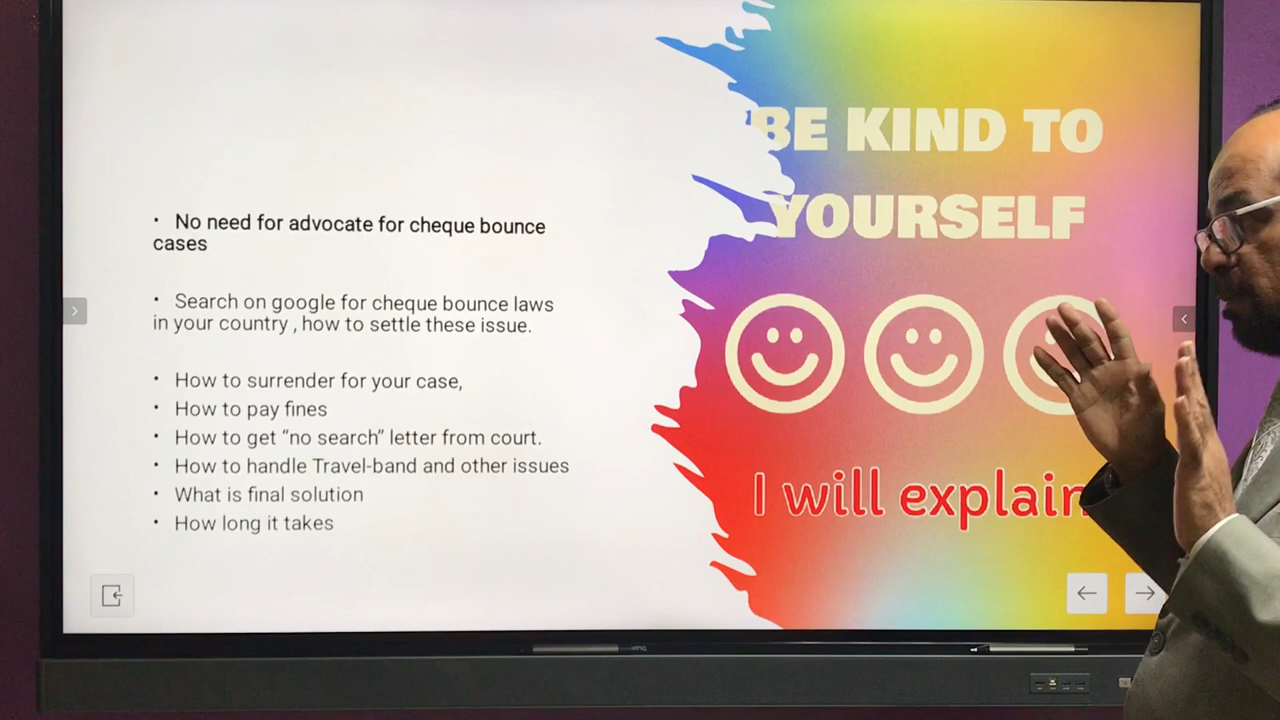 • No need for advocate for cheque bounce
cases
• Search on google for cheque bounce laws
in your country , how to settle these issue.
• How to surrender for your case,
• How to pay fines
• How to get “no search” letter from court.
• How to handle Travel-band and other issues
• What is final solution
• How long it takes
BE KIND TO
YOURSELF
I will explain